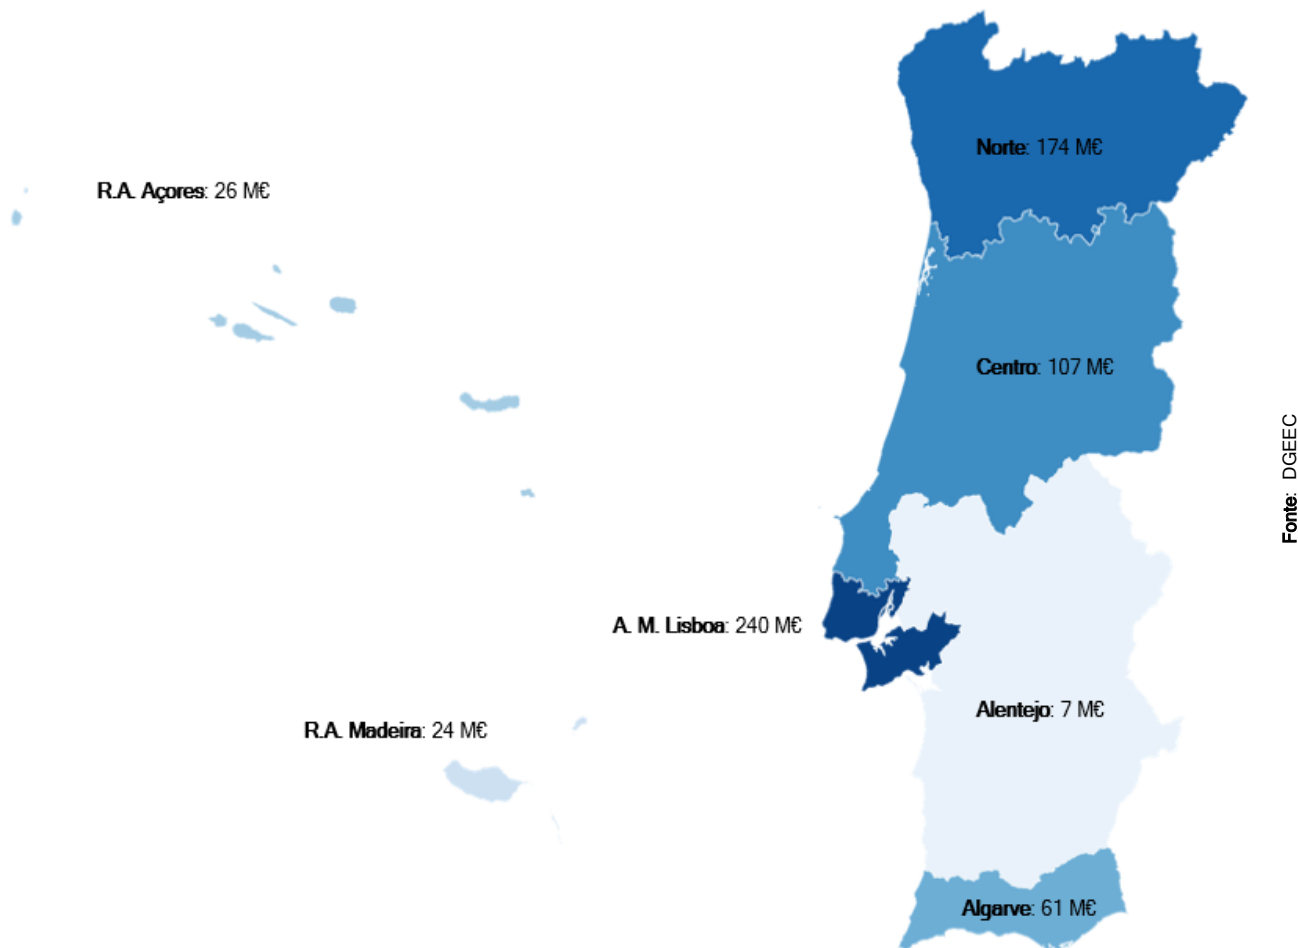 Norte: 174 M€
R.A. Açores: 26 M€
Centro: 107 M€
Fonte: DGEEC
A. M. Lisboa: 240 M€
Alentejo: 7 M€
R.A. Madeira: 24 M€
Algarve: 61 M€